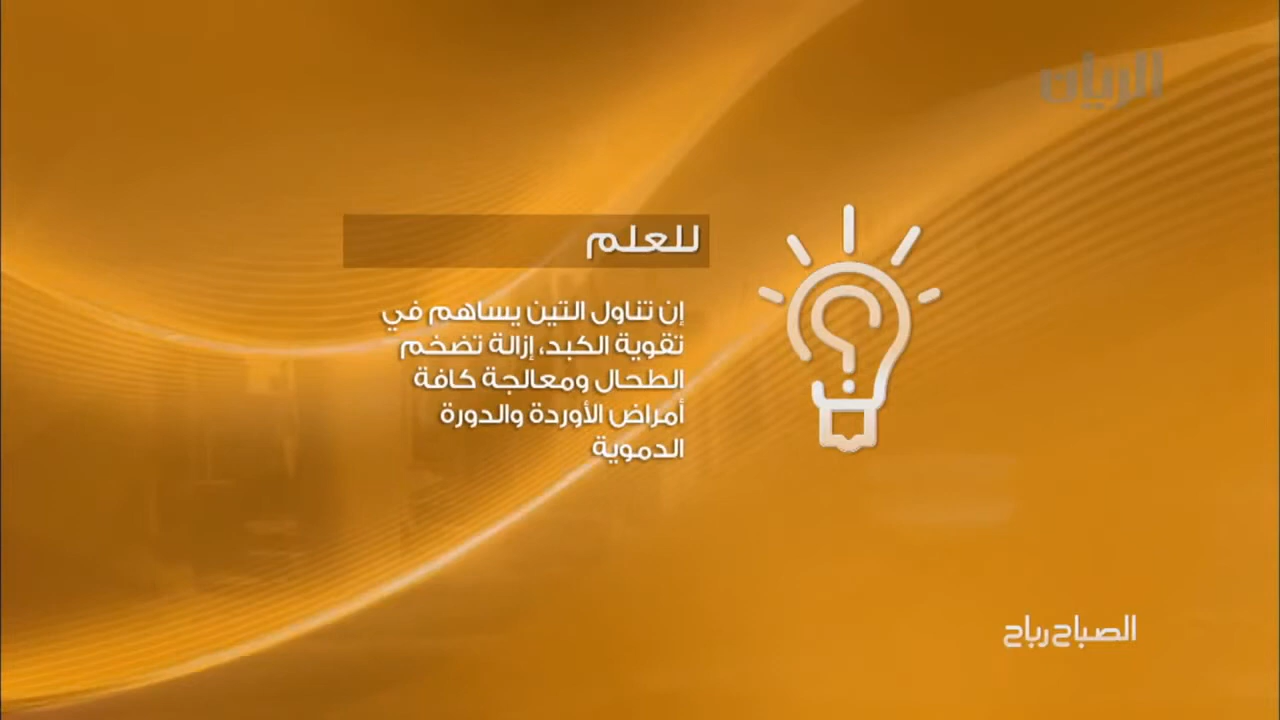 الريان
للعلم
إن تناول التين يساهم في
تقوية الكبد، إزالة تضخم
الطحال ومعالجة كافة
أمراض الأوردة والدورة
الدموية
الصباح رباح